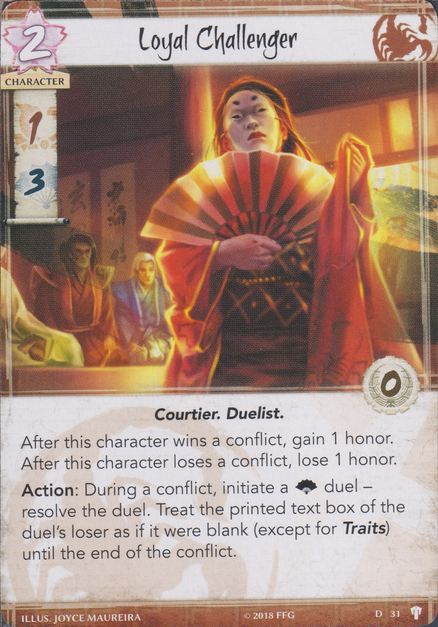 2
Loyal Challenger
CHARACTER
1
3
0
Courtier. Duelist.
After this character wins a conflict, gain 1 honor.
After this character loses a conflict, lose 1 honor.
Action: During a conflict, initiate a duel –
resolve the duel. Treat the printed text box of the
duel's loser as if it were blank (except for Traits)
until the end of the conflict.
ILLUS. JOYCE MAUREIRA © 2018 FFG D 31